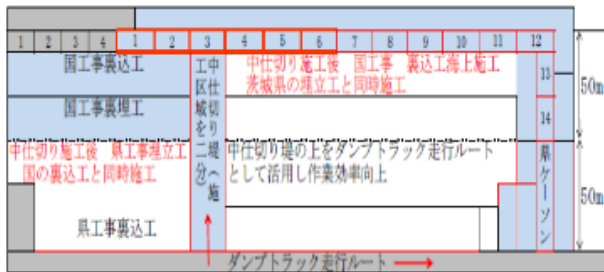 1 2 3 4 1 2 3 4 5 6 7 8 9 10 11 12
13
14
国工事裏込工
国工事裏埋工
中仕切り施工後 県工事埋立工
国の裏込工と同時施工
県工事裏込工
中仕切り堤（施
工区域を二分）
中仕切り施工後 国工事 裏込工海上施工
茨城県の埋立工と同時施工
中仕切り堤の上をダンプトラック走行ルート
として活用し作業効率向上
県ケーソン
50m
50m
ダンプトラック走行ルート